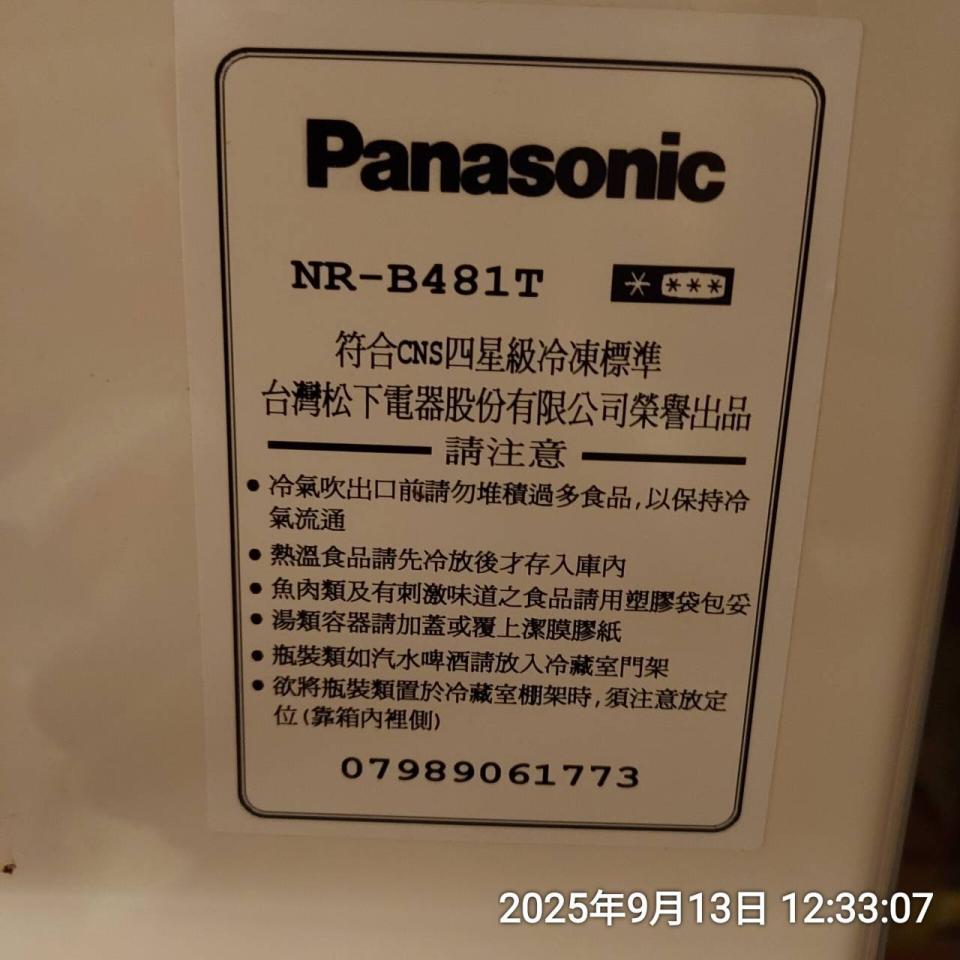 Panasonic
NR-B481T
符合CNS四星級冷凍標準
台灣松下電器股份有限公司榮譽出品
請注意
• 冷氣吹出口前請勿堆積過多食品,以保持冷
氣流通
• 熱溫食品請先冷放後才存入庫內
• 魚肉類及有刺激味道之食品請用塑膠袋包妥
• 湯類容器請加蓋或覆上潔膜膠紙
• 瓶裝類如汽水啤酒請放入冷藏室門架
• 欲將瓶裝類置於冷藏室棚架時,須注意放定
位(靠箱內裡側)
07989061773
2025年9月13日 12:33:07